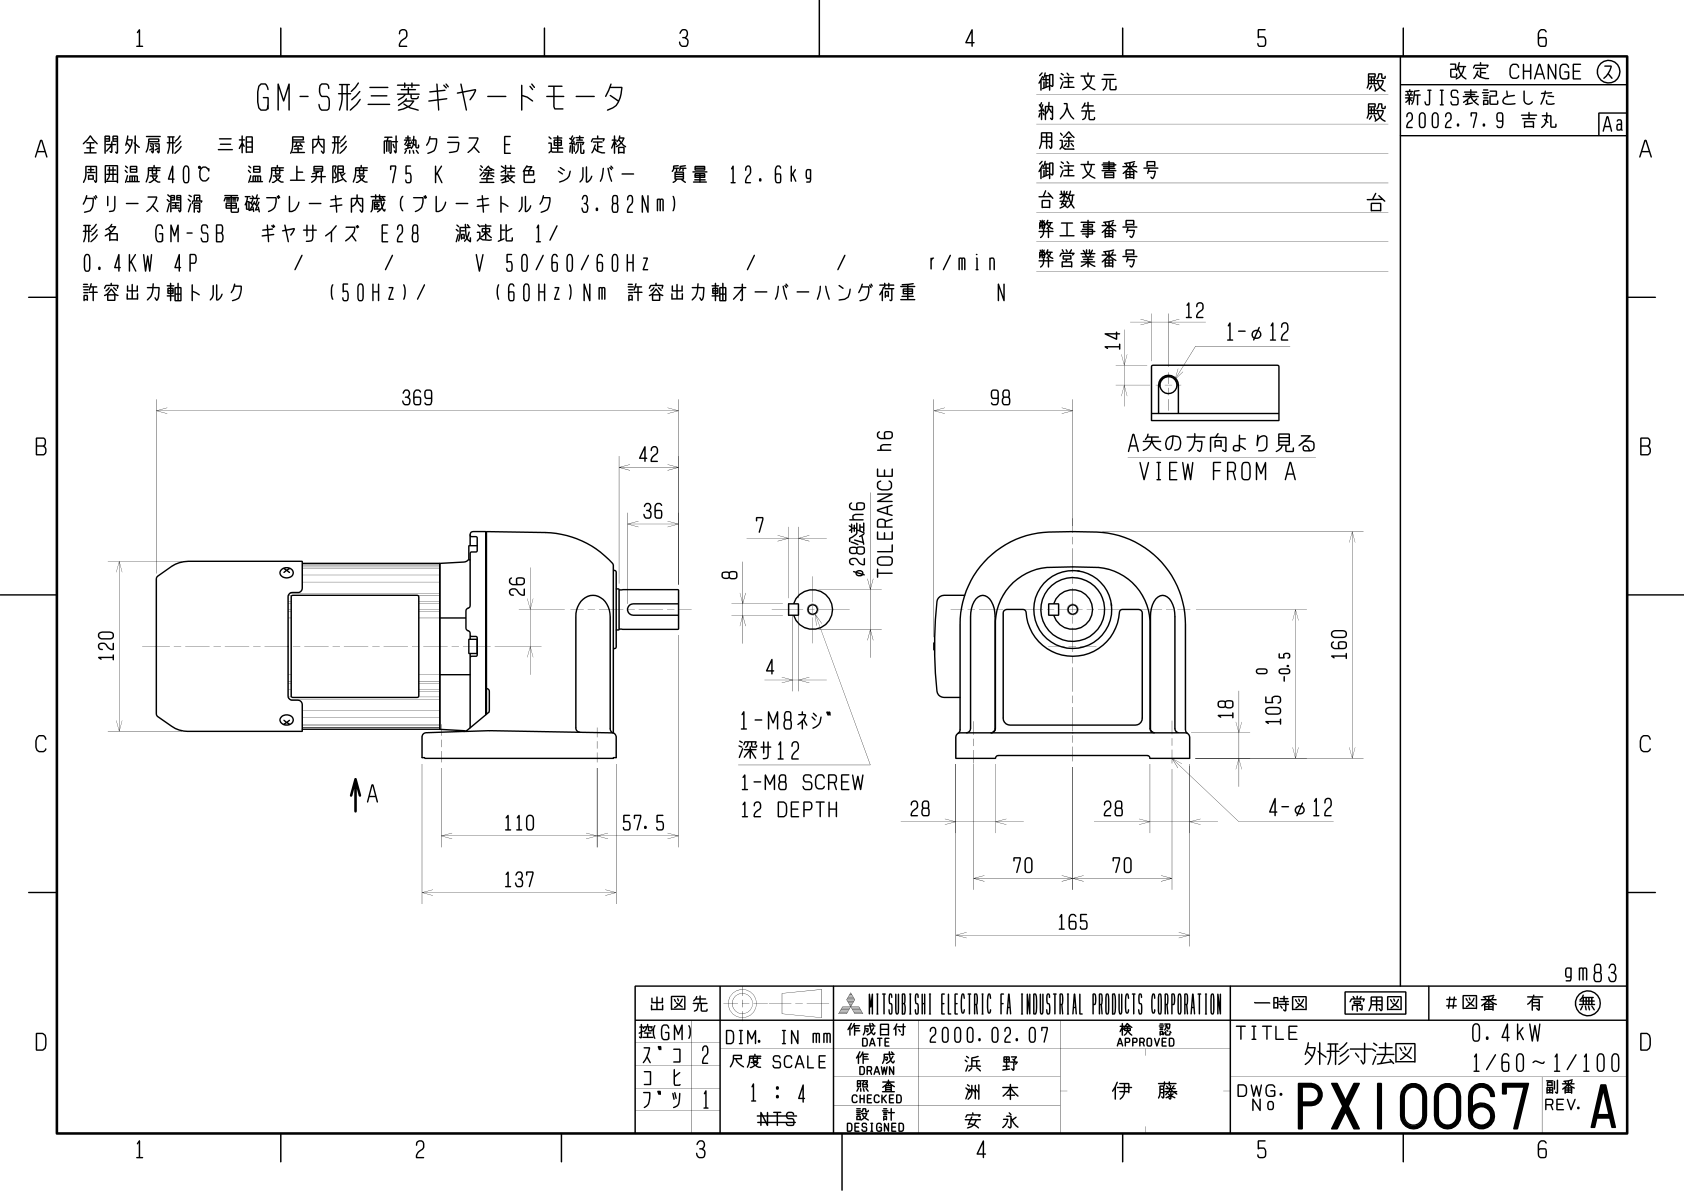 1 2 3 4 5 6
A
B
C
D
GM-S形三菱ギヤードモータ
全閉外扇形 三相 屋内形 耐熱クラス E 連続定格
周囲温度40℃ 温度上昇限度 75 K 塗装色 シルバー 質量 12.6kg
グリース潤滑 電磁ブレーキ内蔵(ブレーキトルク 3.82Nm)
形名 GM-SB ギヤサイズ E28 減速比 1/
0.4KW 4P / / V 50/60/60Hz / / r/min
許容出力軸トルク (50Hz)/ (60Hz)Nm 許容出力軸オーバーハング荷重 N
御注文元 殿
納入先 殿
用途
御注文書番号
台数 台
弊工事番号
弊営業番号
改定 CHANGE ス
新JIS表記とした
2002.7.9 吉丸 Aa
A
B
C
D
12
14
1-φ12
A矢の方向より見る
VIEW FROM A
369
42
36
26
120
A
110
57.5
137
7
8
4
φ28公差h6
TOLERANCE h6
1-M8ネジ
深サ12
1-M8 SCREW
12 DEPTH
98
160
105 0 -0.5
18
28
28
4-φ12
70
70
165
gm83
出図先
控(GM)
ズコ 2
コヒ
ブツ 1
DIM. IN mm
尺度 SCALE
1 : 4
NTS
MITSUBISHI ELECTRIC FA INDUSTRIAL PRODUCTS CORPORATION
作成日付 DATE 2000.02.07
検認 APPROVED
作成 DRAWN 浜野
照査 CHECKED 洲本
設計 DESIGNED 安永
伊藤
一時図 常用図 #図番 有 無
TITLE 0.4kW
外形寸法図 1/60~1/100
DWG. No PX10067 副番 REV. A
1 2 3 4 5 6